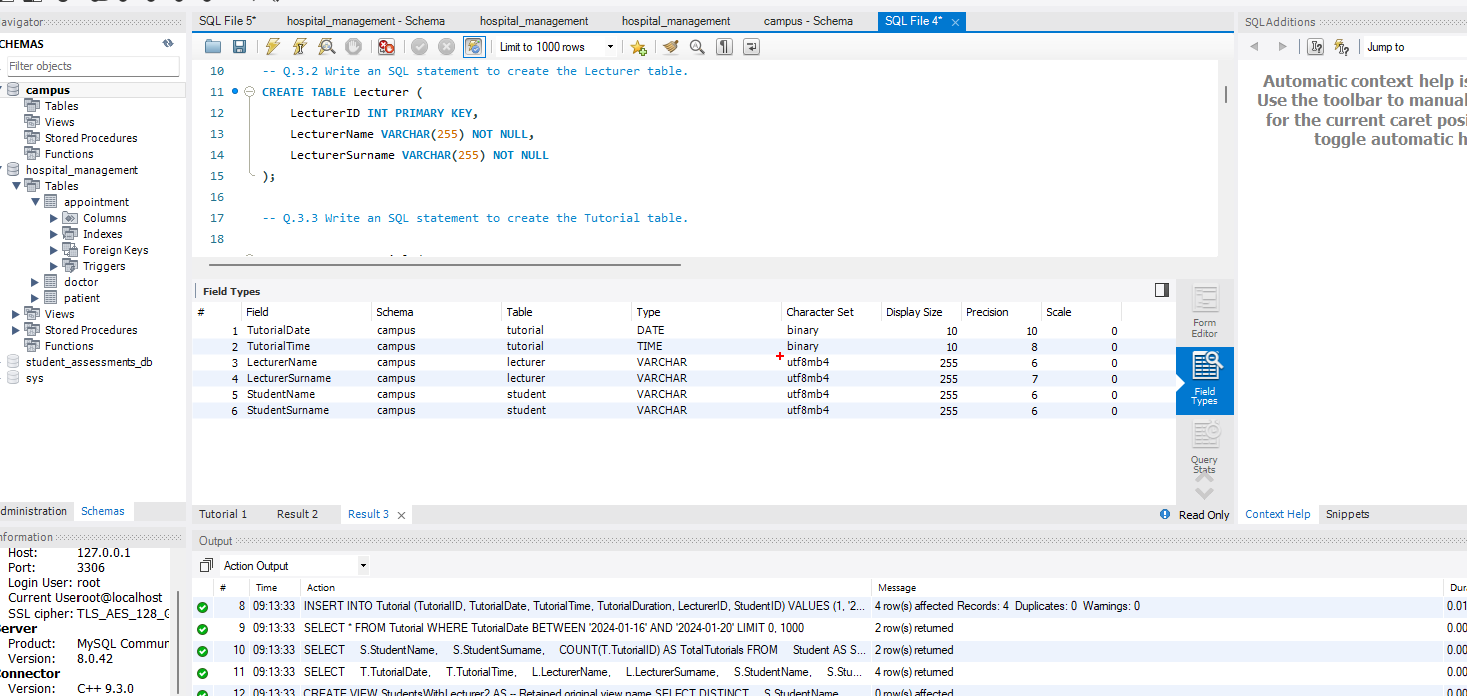 SQL File 5* hospital_management - Schema hospital_management hospital_management campus - Schema SQL File 4*
avigator
CHEMAS
Filter objects
campus
Tables
Views
Stored Procedures
Functions
hospital_management
Tables
appointment
Columns
Indexes
Foreign Keys
Triggers
doctor
patient
Views
Stored Procedures
Functions
student_assessments_db
sys
dministration Schemas
nformation
Host: 127.0.0.1
Port: 3306
Login User: root
Current Use root@localhost
SSL cipher: TLS_AES_128_G
erver
Product: MySQL Commun
Version: 8.0.42
onnector
Version: C++ 9.3.0
Limit to 1000 rows
10 -- Q.3.2 Write an SQL statement to create the Lecturer table.
11 CREATE TABLE Lecturer (
12 LecturerID INT PRIMARY KEY,
13 LecturerName VARCHAR(255) NOT NULL,
14 LecturerSurname VARCHAR(255) NOT NULL
15 );
16
17 -- Q.3.3 Write an SQL statement to create the Tutorial table.
18
Field Types
# Field Schema Table Type Character Set Display Size Precision Scale
1 TutorialDate campus tutorial DATE binary 10 10 0
2 TutorialTime campus tutorial TIME binary 10 8 0
3 LecturerName campus lecturer VARCHAR utf8mb4 255 6 0
4 LecturerSurname campus lecturer VARCHAR utf8mb4 255 7 0
5 StudentName campus student VARCHAR utf8mb4 255 6 0
6 StudentSurname campus student VARCHAR utf8mb4 255 6 0
Form
Editor
Field
Types
Query
Stats
Tutorial 1 Result 2 Result 3 Read Only
SQLAdditions
Jump to
Automatic context help is
Use the toolbar to manual
for the current caret posi
toggle automatic h
Context Help Snippets
Output
Action Output
# Time Action Message Dura
8 09:13:33 INSERT INTO Tutorial (TutorialID, TutorialDate, TutorialTime, TutorialDuration, LecturerID, StudentID) VALUES (1, '2... 4 row(s) affected Records: 4 Duplicates: 0 Warnings: 0 0.01
9 09:13:33 SELECT * FROM Tutorial WHERE TutorialDate BETWEEN '2024-01-16' AND '2024-01-20' LIMIT 0, 1000 2 row(s) returned 0.00
10 09:13:33 SELECT S.StudentName, S.StudentSurname, COUNT(T.TutorialID) AS TotalTutorials FROM Student AS S... 2 row(s) returned 0.00
11 09:13:33 SELECT T.TutorialDate, T.TutorialTime, L.LecturerName, L.LecturerSurname, S.StudentName, S.Stu... 4 row(s) returned 0.00
12 09:13:33 CREATE VIEW StudentsWithLecturer2 AS -- Retained original view name SELECT DISTINCT S.StudentName, 0 row(s) affected 0.00